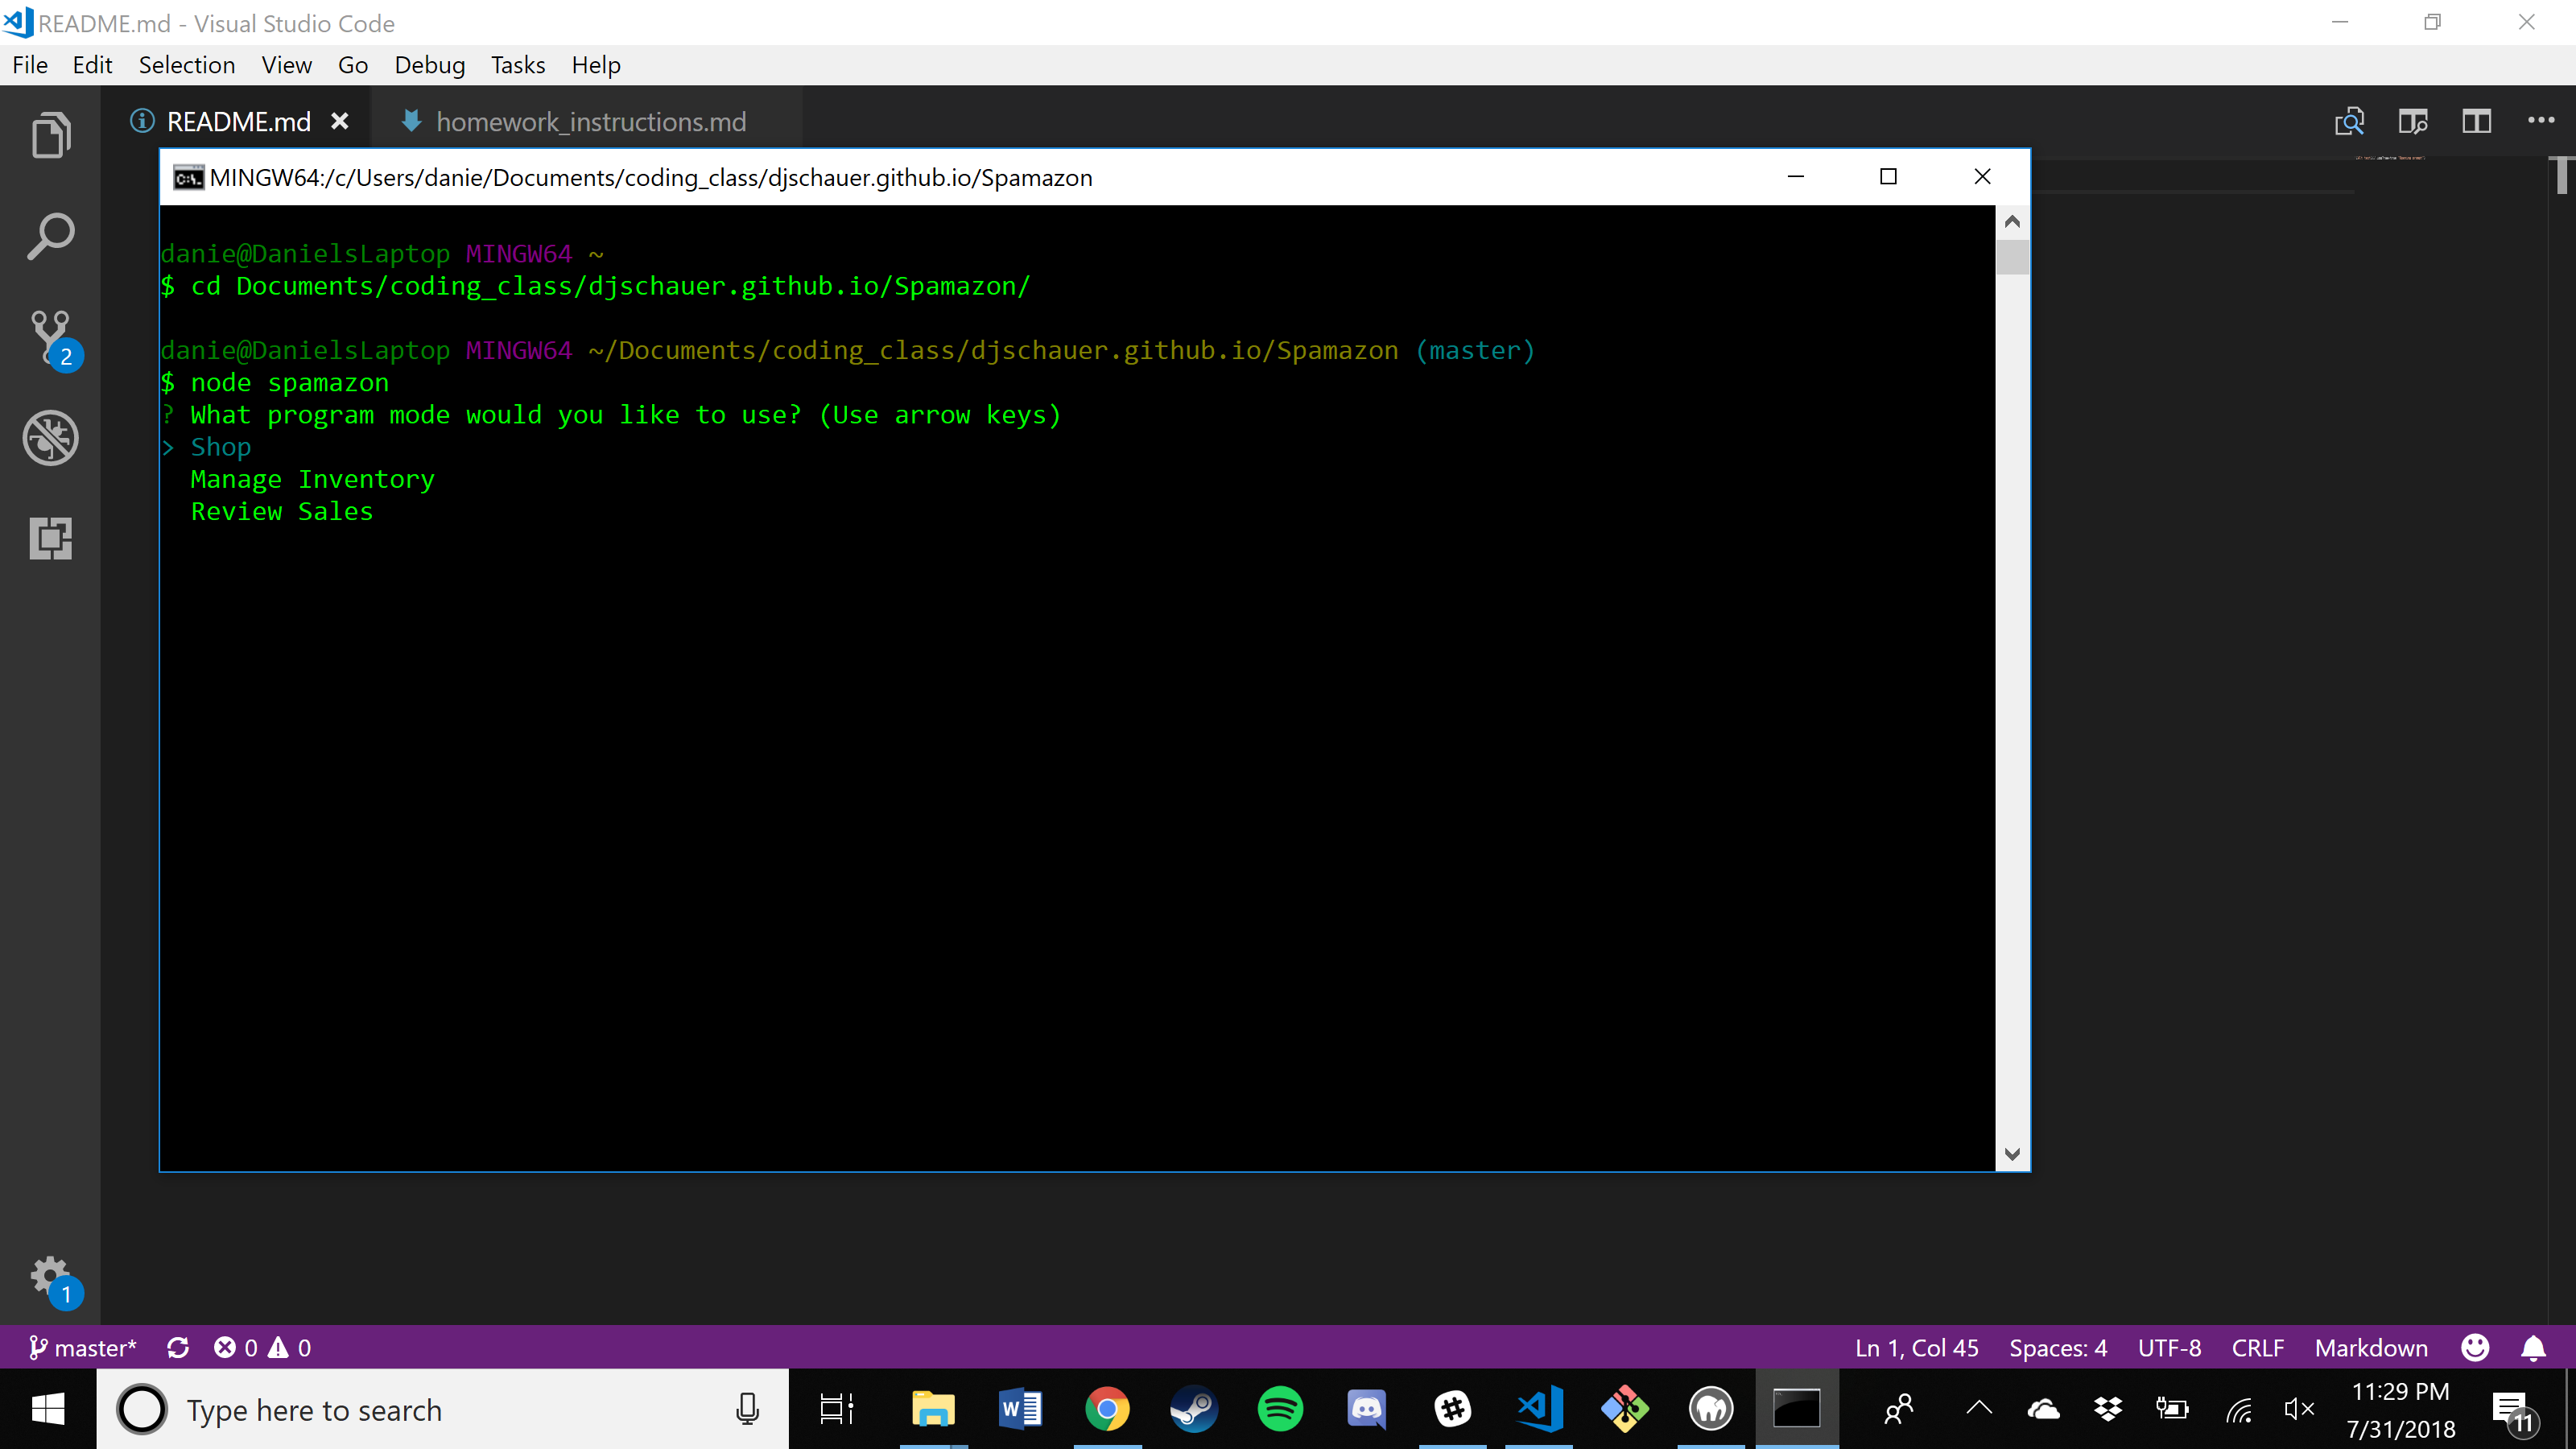 README.md - Visual Studio Code
File Edit Selection View Go Debug Tasks Help
README.md homework_instructions.md
MINGW64:/c/Users/danie/Documents/coding_class/djschauer.github.io/Spamazon
danie@DanielsLaptop MINGW64 ~
$ cd Documents/coding_class/djschauer.github.io/Spamazon/
danie@DanielsLaptop MINGW64 ~/Documents/coding_class/djschauer.github.io/Spamazon (master)
$ node spamazon
? What program mode would you like to use? (Use arrow keys)
> Shop
Manage Inventory
Review Sales
2
1
master* 0 0 Ln 1, Col 45 Spaces: 4 UTF-8 CRLF Markdown
Type here to search
11:29 PM
7/31/2018
11